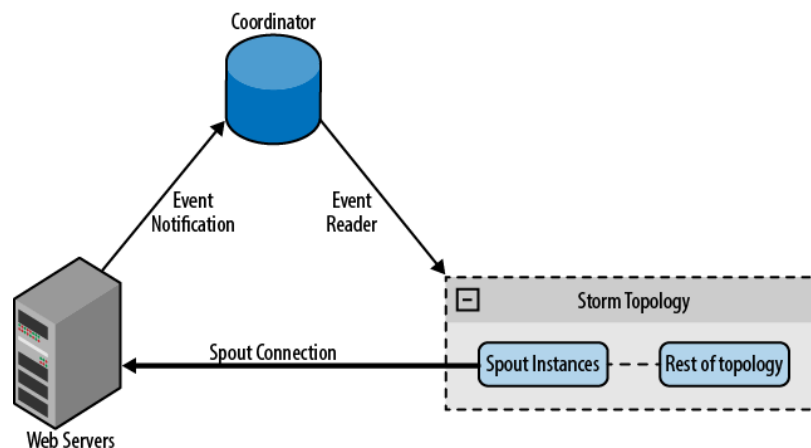 Coordinator
Event
Notification
Event
Reader
Storm Topology
Spout Connection
Spout Instances
Rest of topology
Web Servers